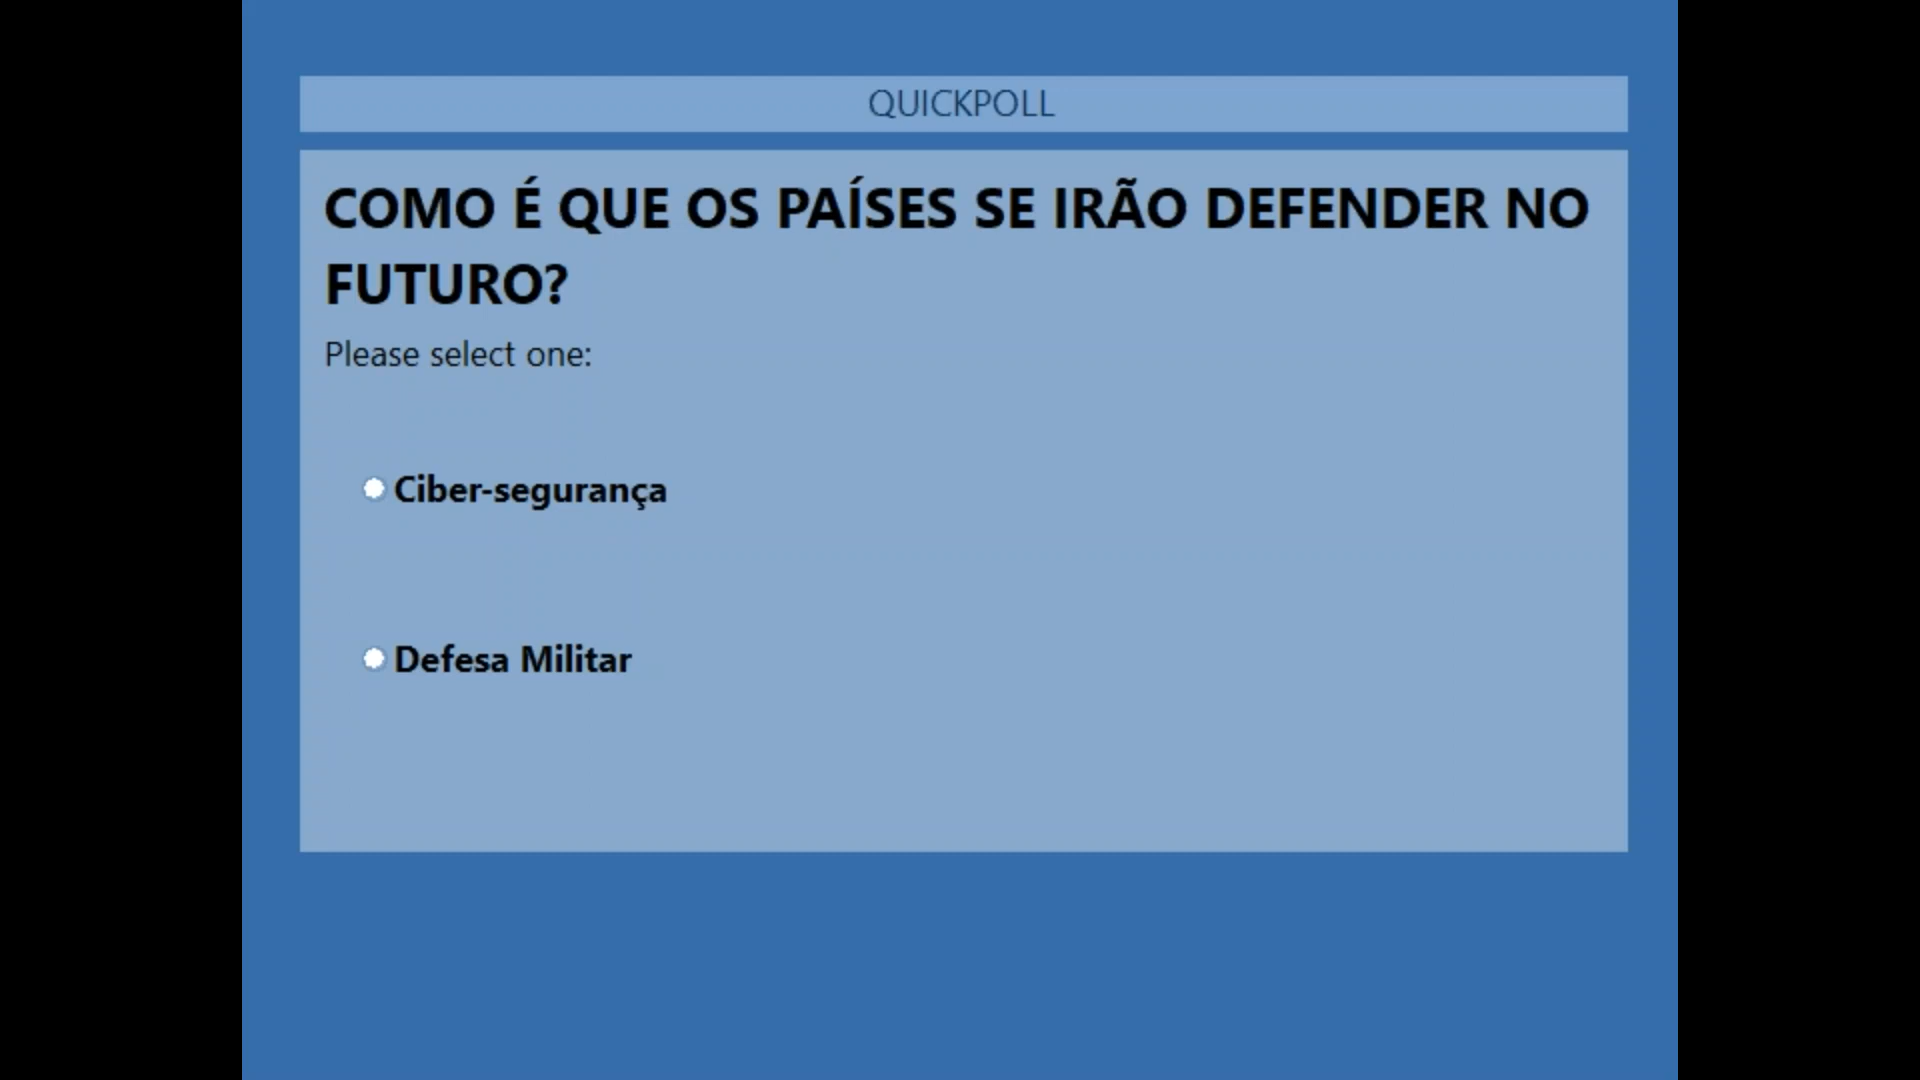 QUICKPOLL
COMO É QUE OS PAÍSES SE IRÃO DEFENDER NO
FUTURO?
Please select one:
Ciber-segurança
Defesa Militar